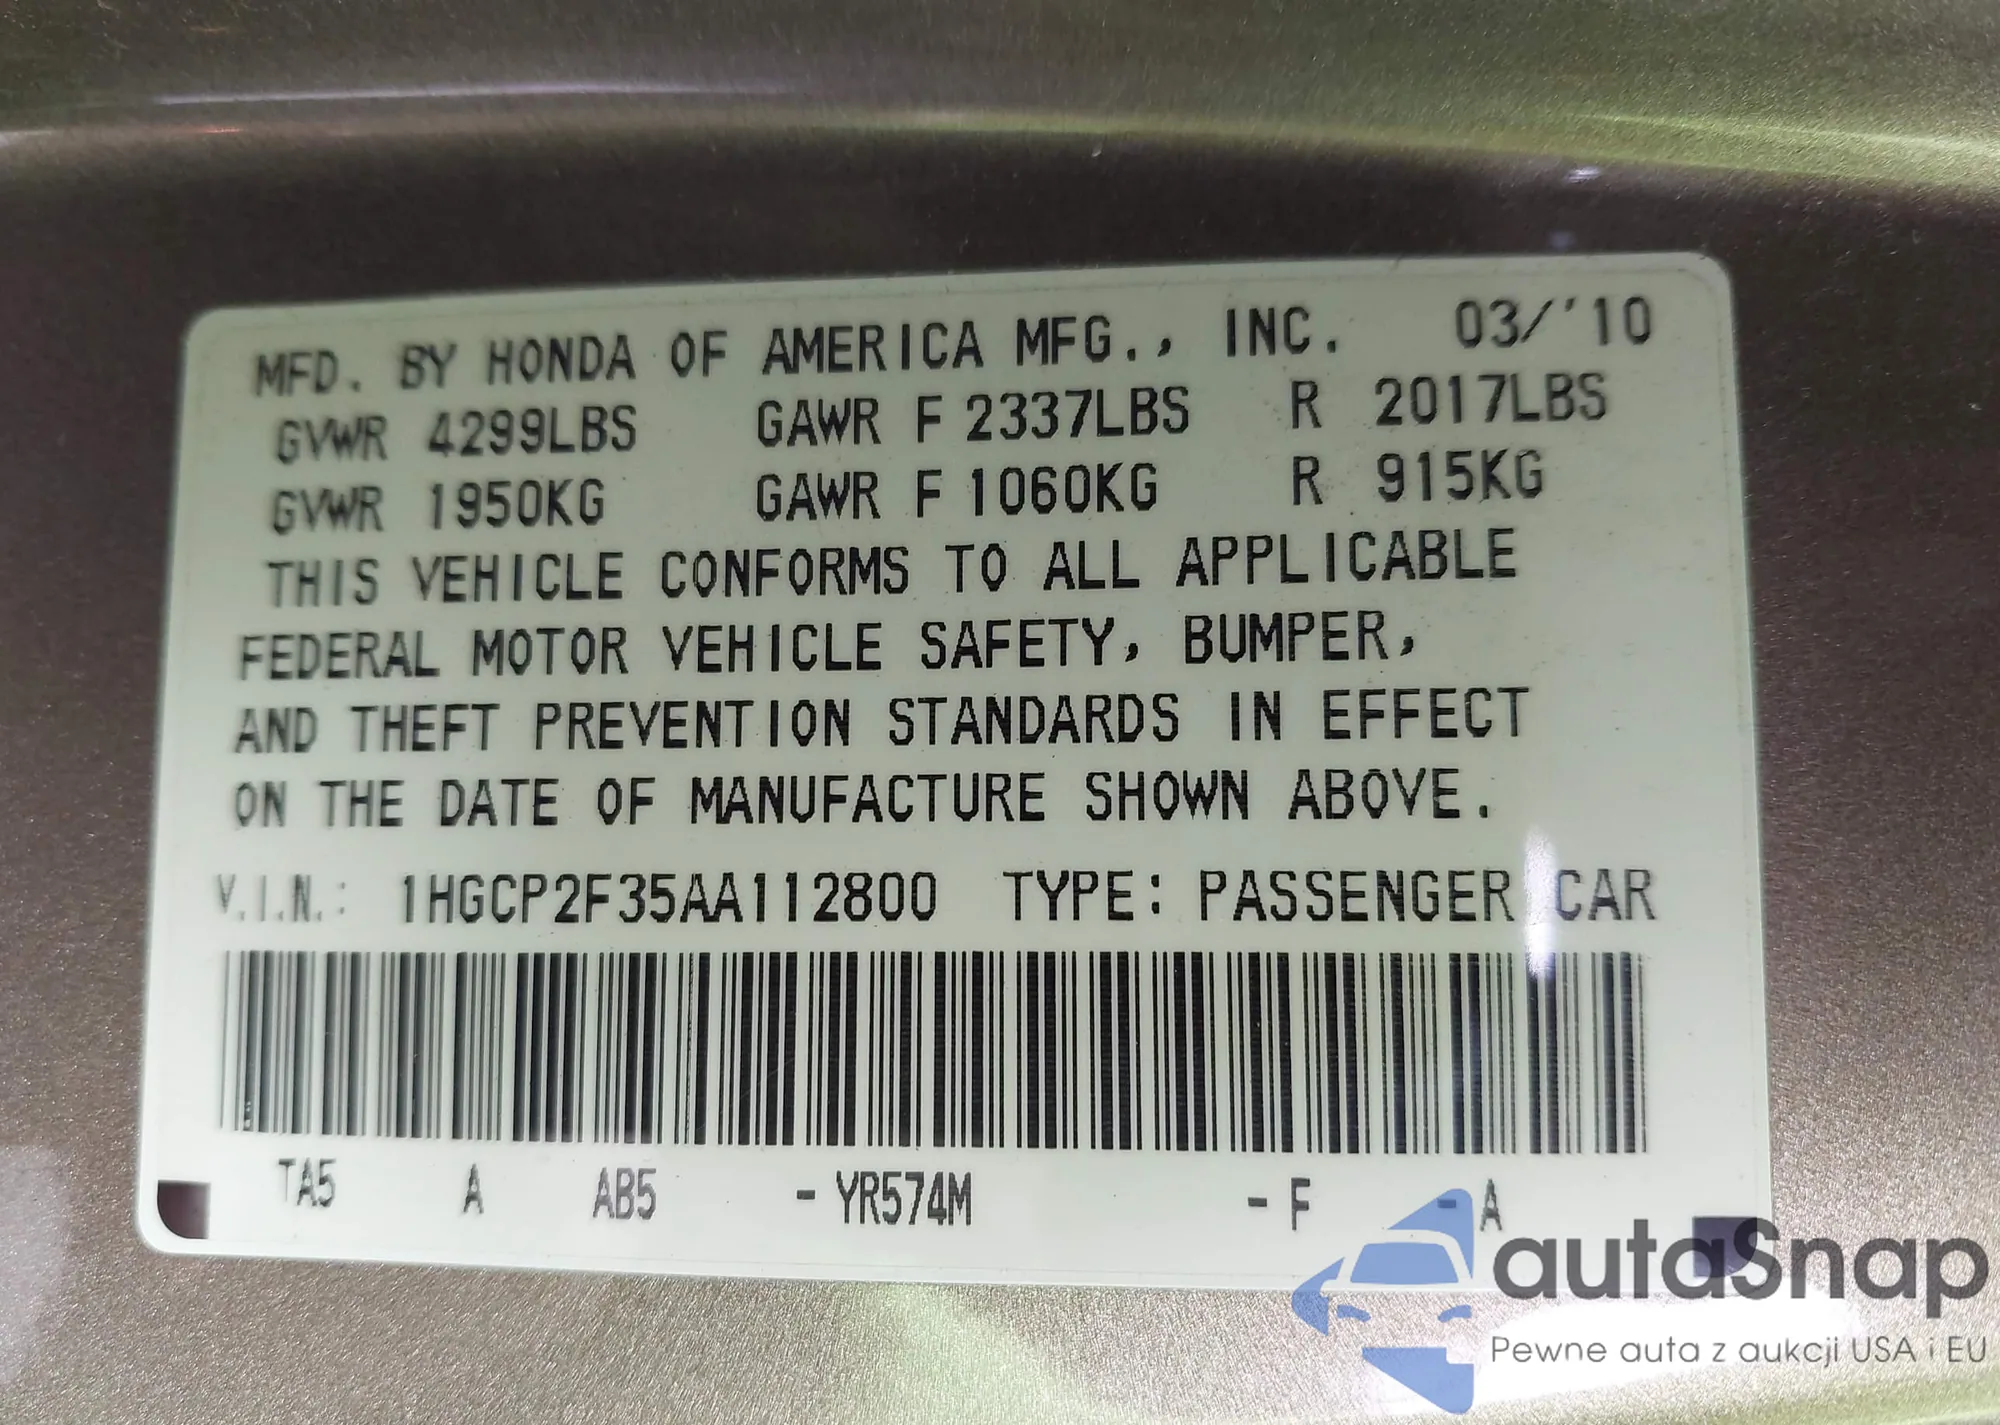 MFD. BY HONDA OF AMERICA MFG., INC. 03/'10
GVWR 4299LBS GAWR F 2337LBS R 2017LBS
GVWR 1950KG GAWR F 1060KG R 915KG
THIS VEHICLE CONFORMS TO ALL APPLICABLE
FEDERAL MOTOR VEHICLE SAFETY, BUMPER,
AND THEFT PREVENTION STANDARDS IN EFFECT
ON THE DATE OF MANUFACTURE SHOWN ABOVE.
V.I.N.: 1HGCP2F35AA112800 TYPE: PASSENGER CAR
TA5 A AB5 - YR574M - F - A
autaSnap
Pewne auta z aukcji USA i EU